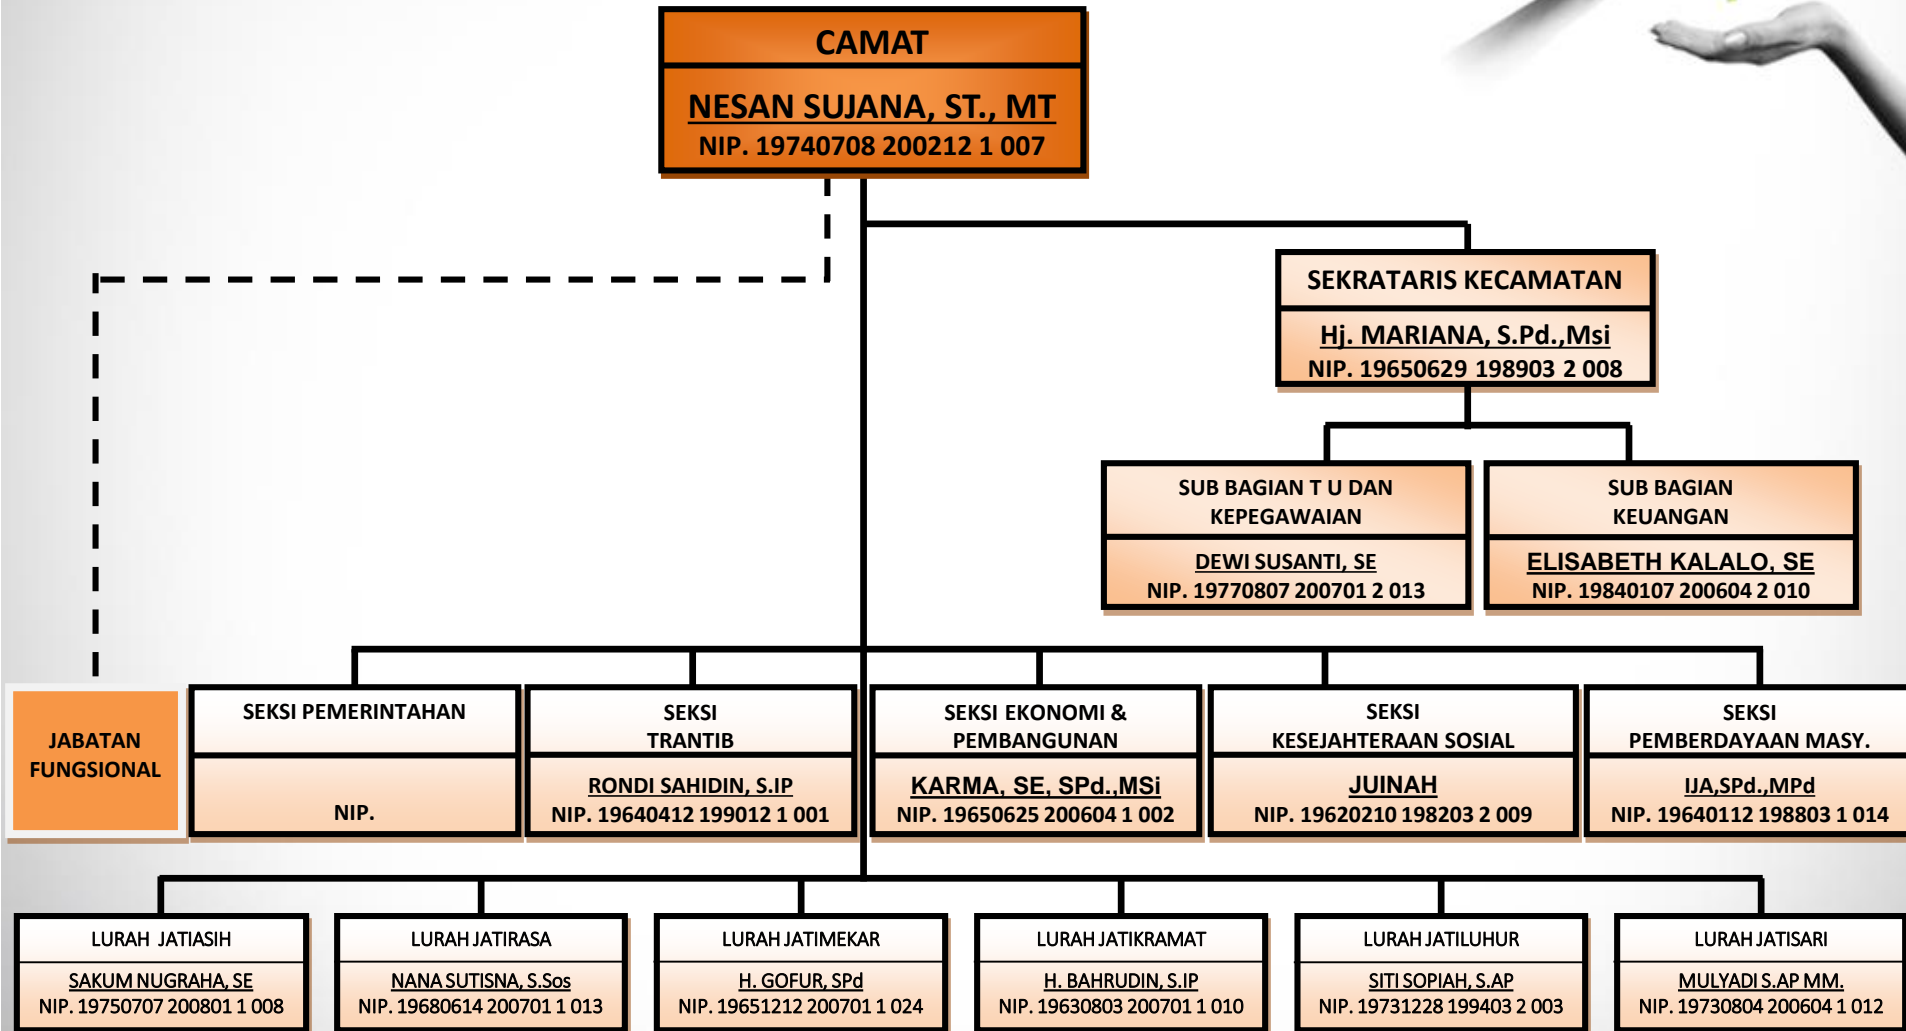 CAMAT
NESAN SUJANA, ST., MT
NIP. 19740708 200212 1 007
SEKRATARIS KECAMATAN
Hj. MARIANA, S.Pd.,Msi
NIP. 19650629 198903 2 008
SUB BAGIAN T U DAN
KEPEGAWAIAN
DEWI SUSANTI, SE
NIP. 19770807 200701 2 013
SUB BAGIAN
KEUANGAN
ELISABETH KALALO, SE
NIP. 19840107 200604 2 010
JABATAN
FUNGSIONAL
SEKSI PEMERINTAHAN
NIP.
SEKSI
TRANTIB
RONDI SAHIDIN, S.IP
NIP. 19640412 199012 1 001
SEKSI EKONOMI &
PEMBANGUNAN
KARMA, SE, SPd.,MSi
NIP. 19650625 200604 1 002
SEKSI
KESEJAHTERAAN SOSIAL
JUINAH
NIP. 19620210 198203 2 009
SEKSI
PEMBERDAYAAN MASY.
IJA,SPd.,MPd
NIP. 19640112 198803 1 014
LURAH JATIASIH
SAKUM NUGRAHA, SE
NIP. 19750707 200801 1 008
LURAH JATIRASA
NANA SUTISNA, S.Sos
NIP. 19680614 200701 1 013
LURAH JATIMEKAR
H. GOFUR, SPd
NIP. 19651212 200701 1 024
LURAH JATIKRAMAT
H. BAHRUDIN, S.IP
NIP. 19630803 200701 1 010
LURAH JATILUHUR
SITI SOPIAH, S.AP
NIP. 19731228 199403 2 003
LURAH JATISARI
MULYADI S.AP MM.
NIP. 19730804 200604 1 012